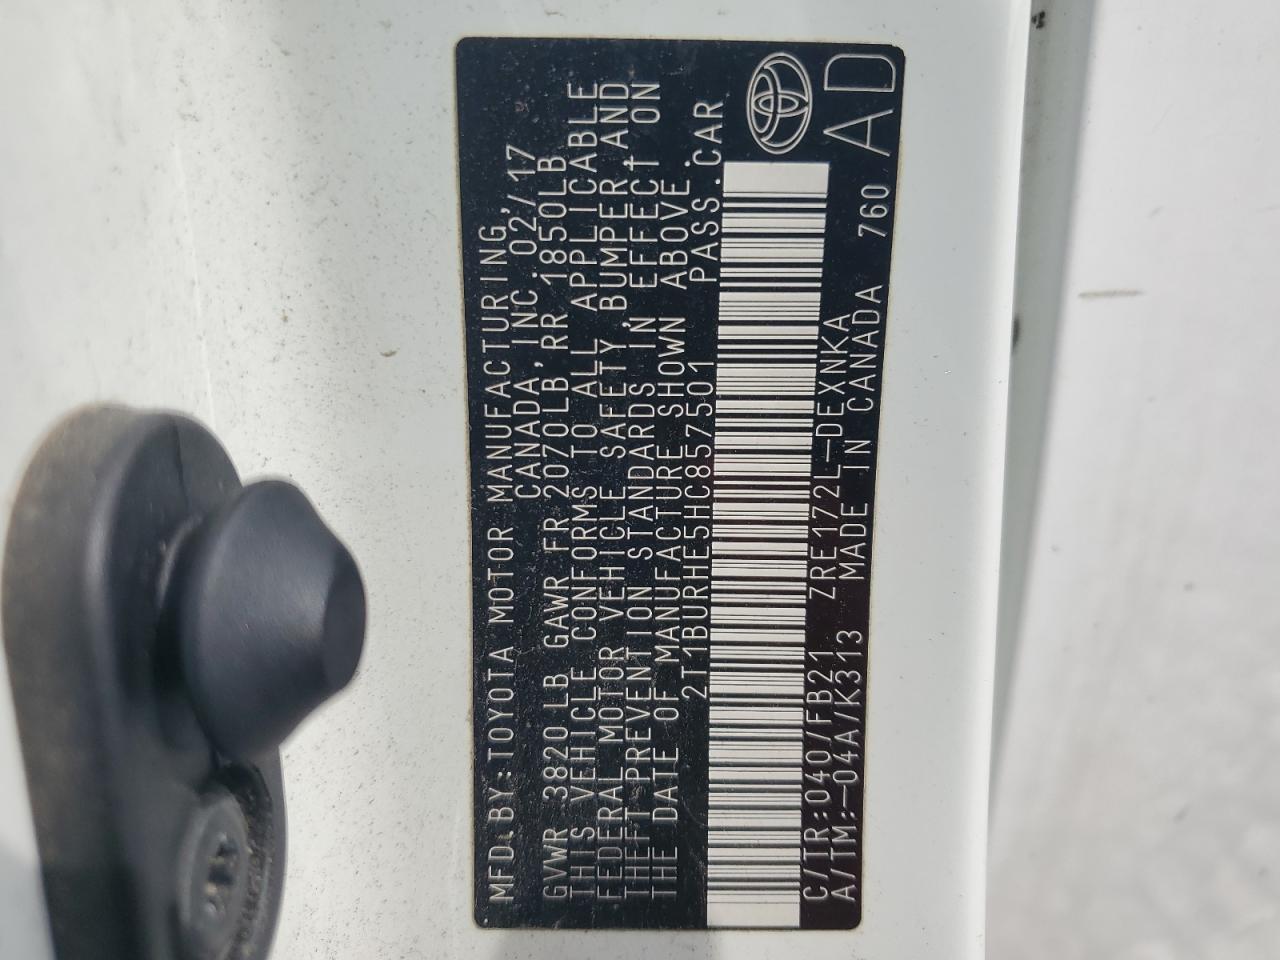 MFD.BY:TOYOTA MOTOR MANUFACTURING,
CANADA, INC. 02/17
GVWR 3820LB GAWR FR 2070LB, RR 1850LB
THIS VEHICLE CONFORMS TO ALL APPLICABLE
FEDERAL MOTOR VEHICLE SAFETY, BUMPER, AND
THEFT PREVENTION STANDARDS IN EFFECT ON
THE DATE OF MANUFACTURE SHOWN ABOVE.
2T1BURHE5HC857501 PASS.CAR
C/TR:040/FB21 ZRE172L-DEXNKA 760
A/TM:-04A/K313 MADE IN CANADA
AD